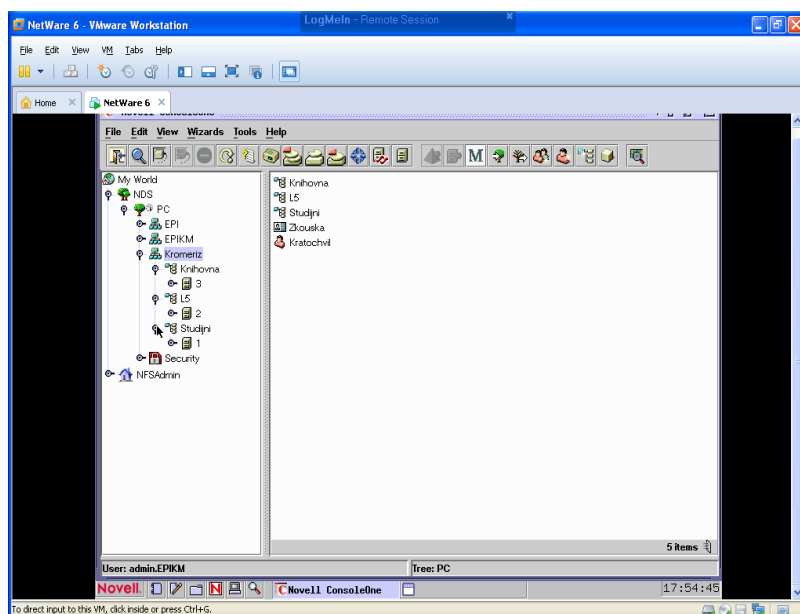 NetWare 6 - VMware Workstation
LogMeIn - Remote Session
File Edit View VM Tabs Help
Home
NetWare 6
Novell ConsoleOne
File Edit View Wizards Tools Help
M
My World
NDS
PC
EPI
EPIKM
Kromeriz
Knihovna
3
L5
2
Studijni
1
Security
NFSAdmin
Knihovna
L5
Studijni
Zkouska
Kratochvil
5 items
User: admin.EPIKM
Tree: PC
Novell.
N
Novell ConsoleOne
17:54:45
To direct input to this VM, click inside or press Ctrl+G.